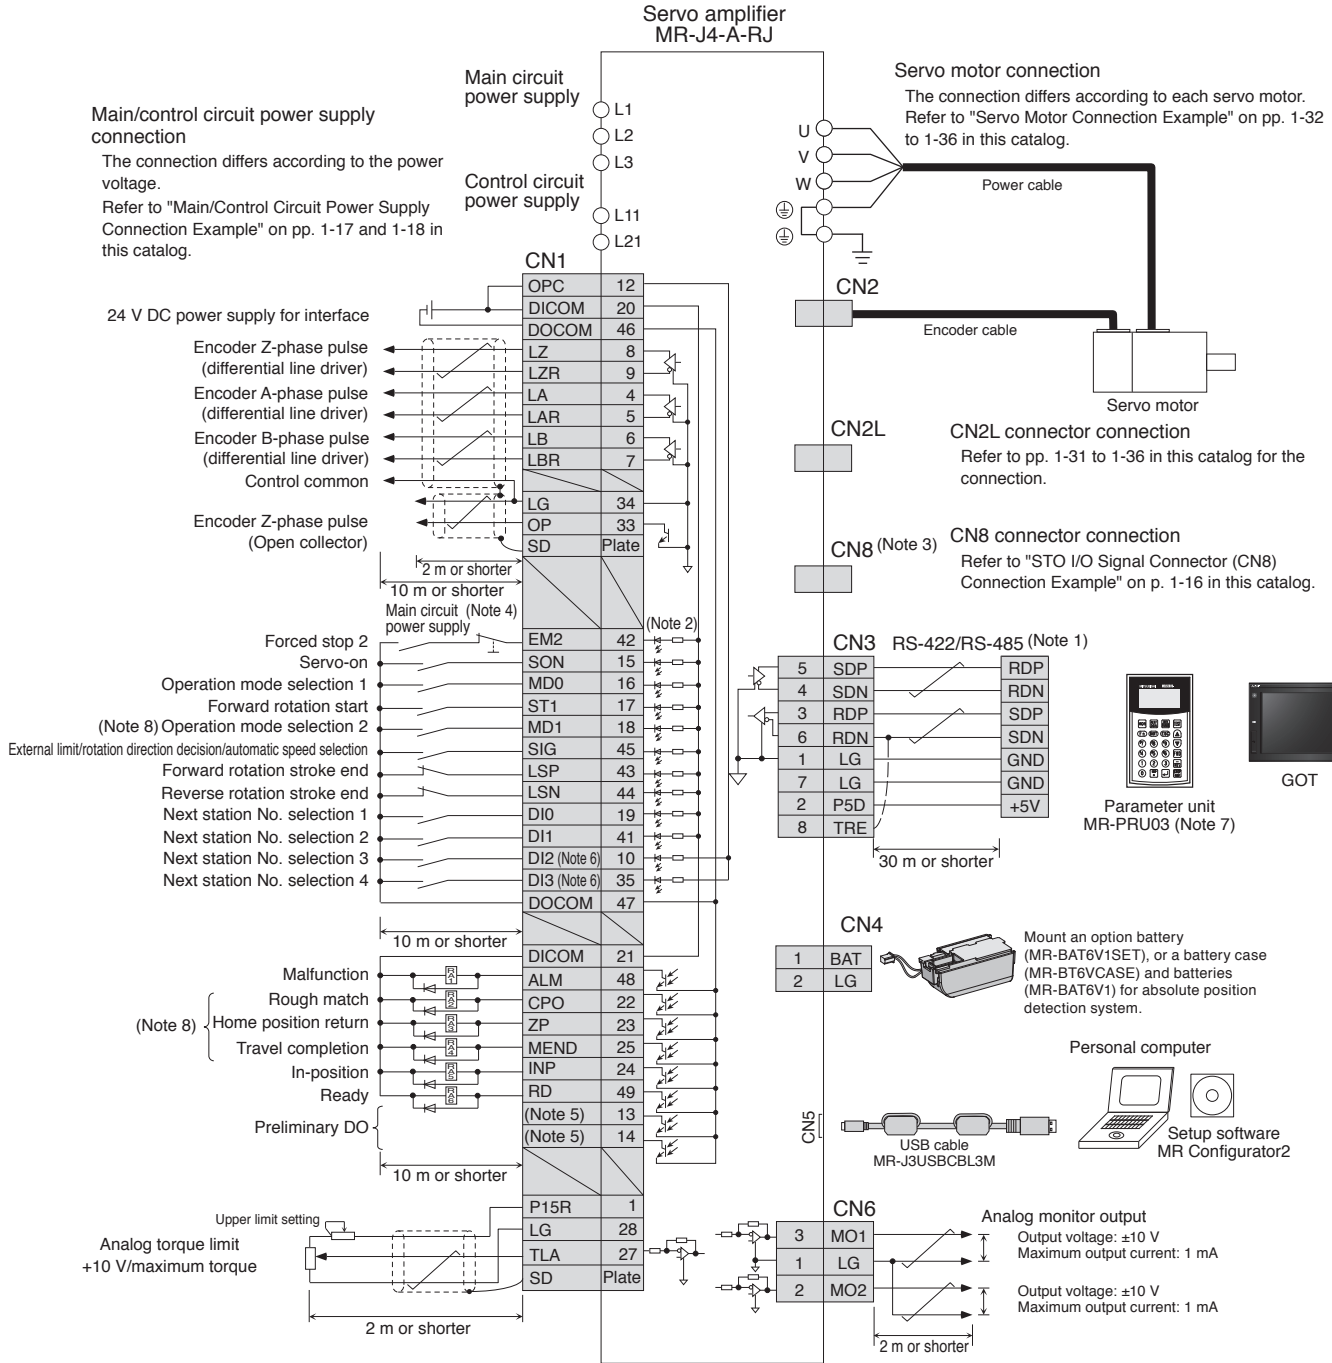 Servo amplifier
MR-J4-A-RJ
Main circuit
power supply
L1
L2
L3
Control circuit
power supply
L11
L21
Main/control circuit power supply
connection
The connection differs according to the power
voltage.
Refer to "Main/Control Circuit Power Supply
Connection Example" on pp. 1-17 and 1-18 in
this catalog.
Servo motor connection
The connection differs according to each servo motor.
Refer to "Servo Motor Connection Example" on pp. 1-32
to 1-36 in this catalog.
U
V
W
Power cable
CN2
Encoder cable
Servo motor
CN2L
CN2L connector connection
Refer to pp. 1-31 to 1-36 in this catalog for the
connection.
CN8 (Note 3)
CN8 connector connection
Refer to "STO I/O Signal Connector (CN8)
Connection Example" on p. 1-16 in this catalog.
CN1
OPC 12
24 V DC power supply for interface
DICOM 20
DOCOM 46
Encoder Z-phase pulse
(differential line driver)
LZ 8
LZR 9
Encoder A-phase pulse
(differential line driver)
LA 4
LAR 5
Encoder B-phase pulse
(differential line driver)
LB 6
LBR 7
Control common
LG 34
Encoder Z-phase pulse
(Open collector)
OP 33
SD Plate
2 m or shorter
10 m or shorter
Main circuit (Note 4)
power supply
(Note 2)
Forced stop 2 EM2 42
Servo-on SON 15
Operation mode selection 1 MD0 16
Forward rotation start ST1 17
(Note 8) Operation mode selection 2 MD1 18
External limit/rotation direction decision/automatic speed selection SIG 45
Forward rotation stroke end LSP 43
Reverse rotation stroke end LSN 44
Next station No. selection 1 DI0 19
Next station No. selection 2 DI1 41
Next station No. selection 3 DI2 (Note 6) 10
Next station No. selection 4 DI3 (Note 6) 35
DOCOM 47
10 m or shorter
DICOM 21
Malfunction RA1 ALM 48
(Note 8)
Rough match RA2 CPO 22
Home position return RA3 ZP 23
Travel completion RA4 MEND 25
In-position RA5 INP 24
Ready RA6 RD 49
Preliminary DO
(Note 5) 13
(Note 5) 14
10 m or shorter
P15R 1
Upper limit setting
LG 28
Analog torque limit
+10 V/maximum torque
TLA 27
SD Plate
2 m or shorter
CN3 RS-422/RS-485 (Note 1)
5 SDP RDP
4 SDN RDN
3 RDP SDP
6 RDN SDN
1 LG GND
7 LG GND
2 P5D +5V
8 TRE
30 m or shorter
Parameter unit
MR-PRU03 (Note 7)
GOT
CN4
1 BAT
2 LG
Mount an option battery
(MR-BAT6V1SET), or a battery case
(MR-BT6VCASE) and batteries
(MR-BAT6V1) for absolute position
detection system.
Personal computer
CN5
USB cable
MR-J3USBCBL3M
Setup software
MR Configurator2
CN6
3 MO1
1 LG
2 MO2
Analog monitor output
Output voltage: ±10 V
Maximum output current: 1 mA
Output voltage: ±10 V
Maximum output current: 1 mA
2 m or shorter